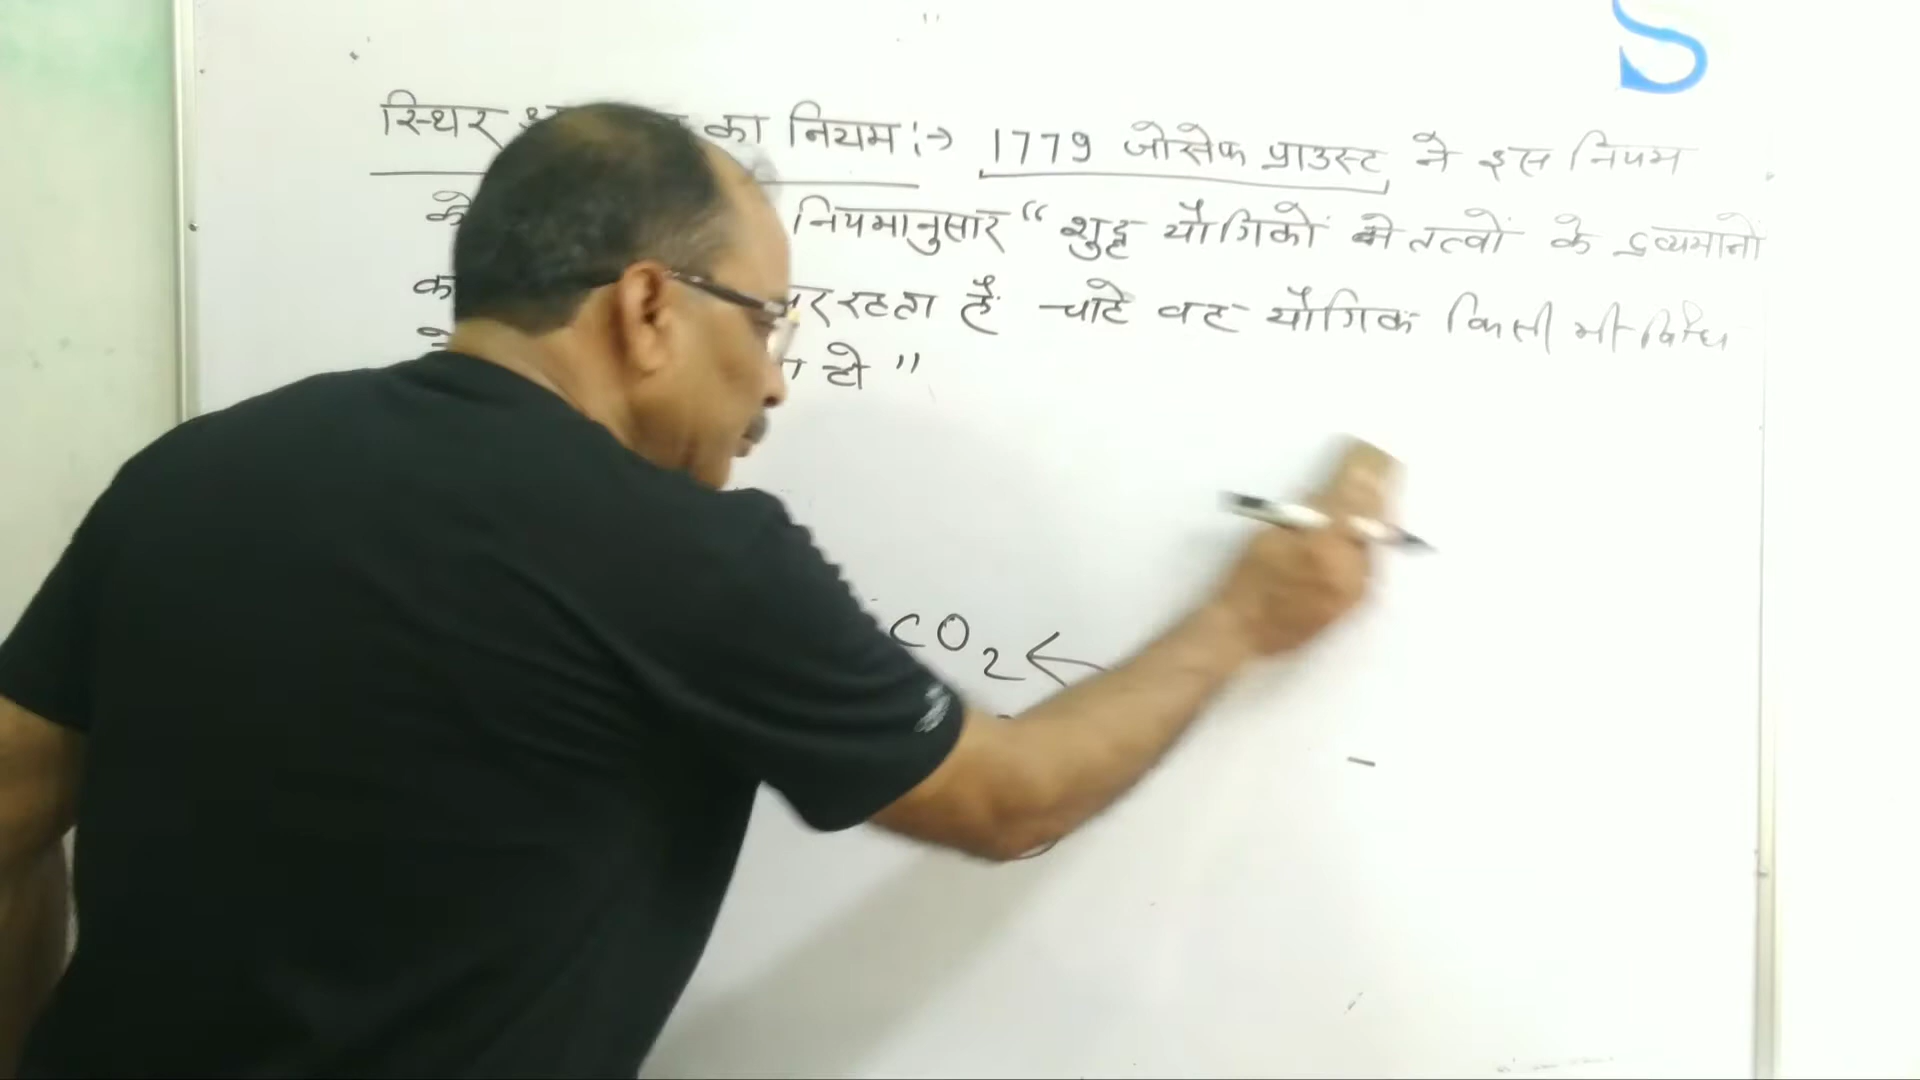 S
स्थिर का नियम :→ 1779 जोसेफ प्राउस्ट ने इस नियम
नियमानुसार “ शुद्ध यौगिकों मे तत्वों के द्रव्यमानो
रहता हैं चाहे वह यौगिक किसी भी विधि
हो ”
CO₂ ←